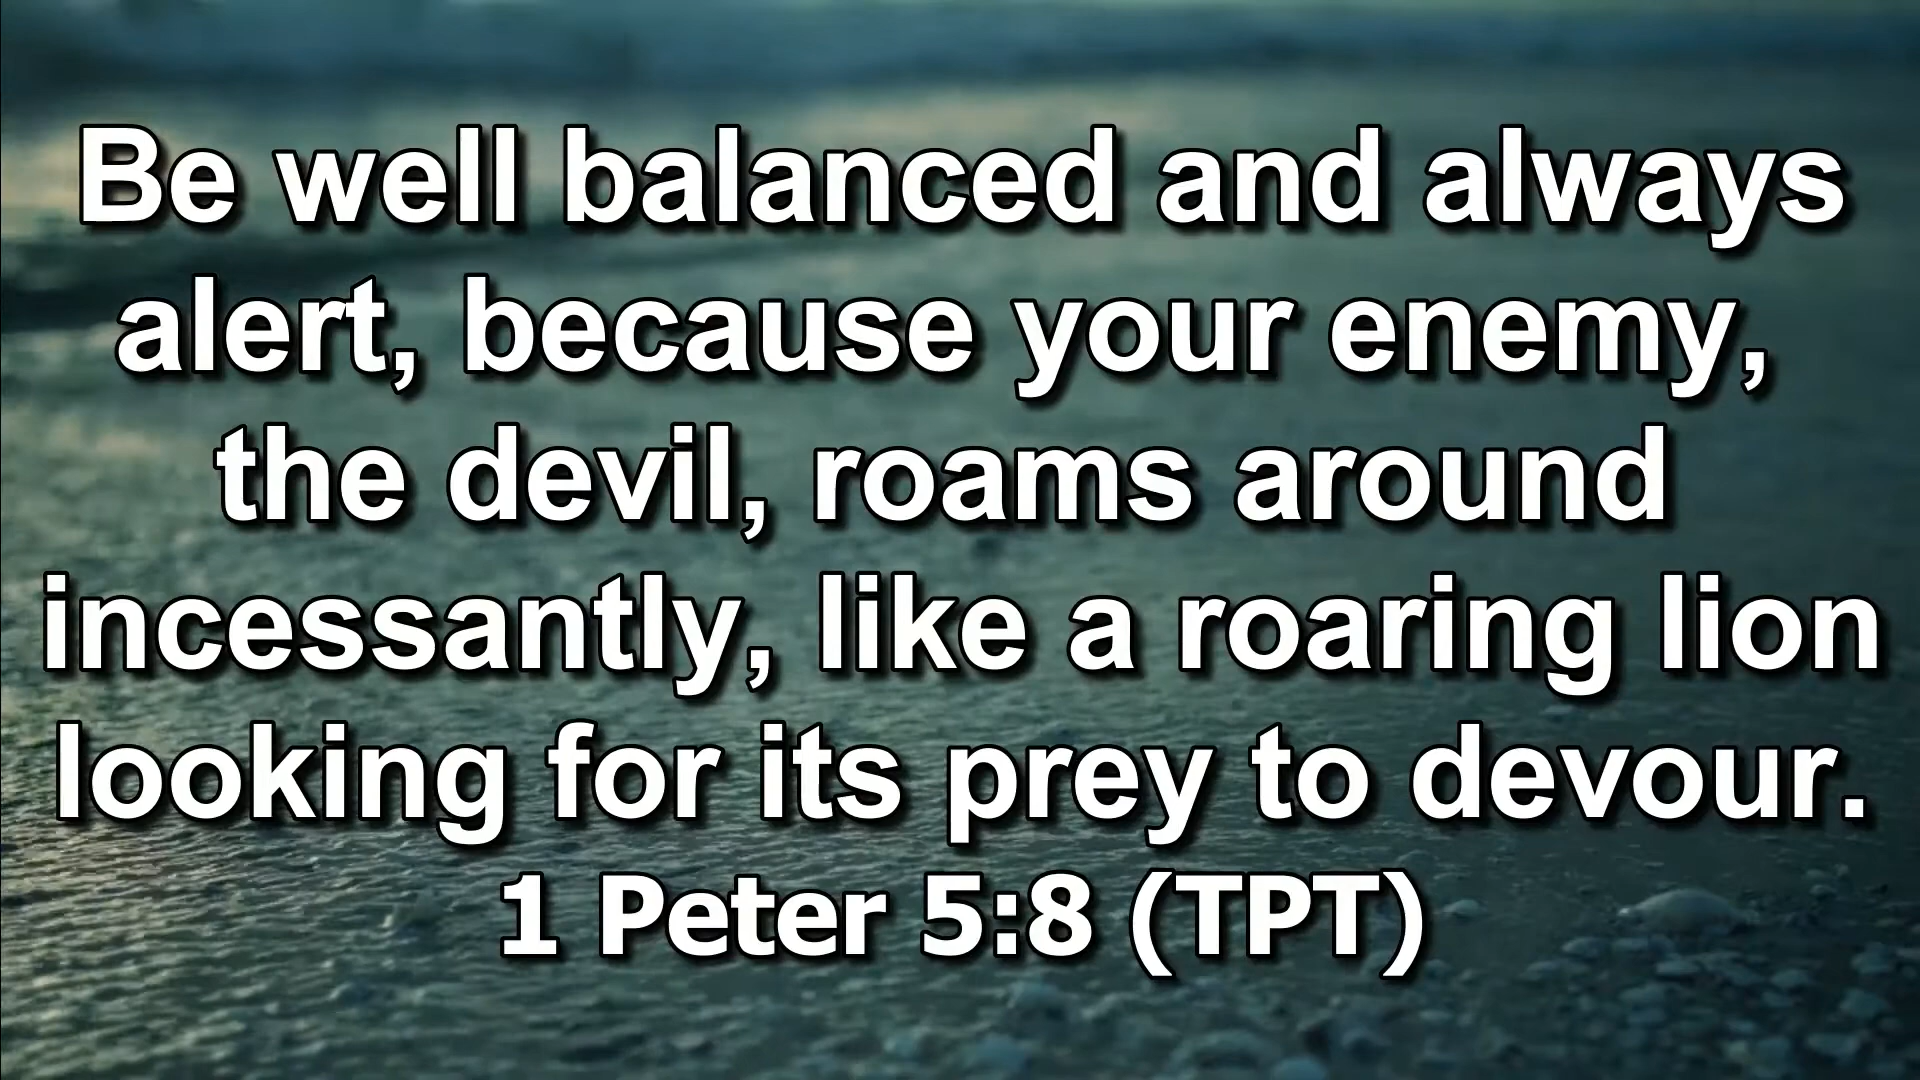 Be well balanced and always
alert, because your enemy,
the devil, roams around
incessantly, like a roaring lion
looking for its prey to devour.
1 Peter 5:8 (TPT)